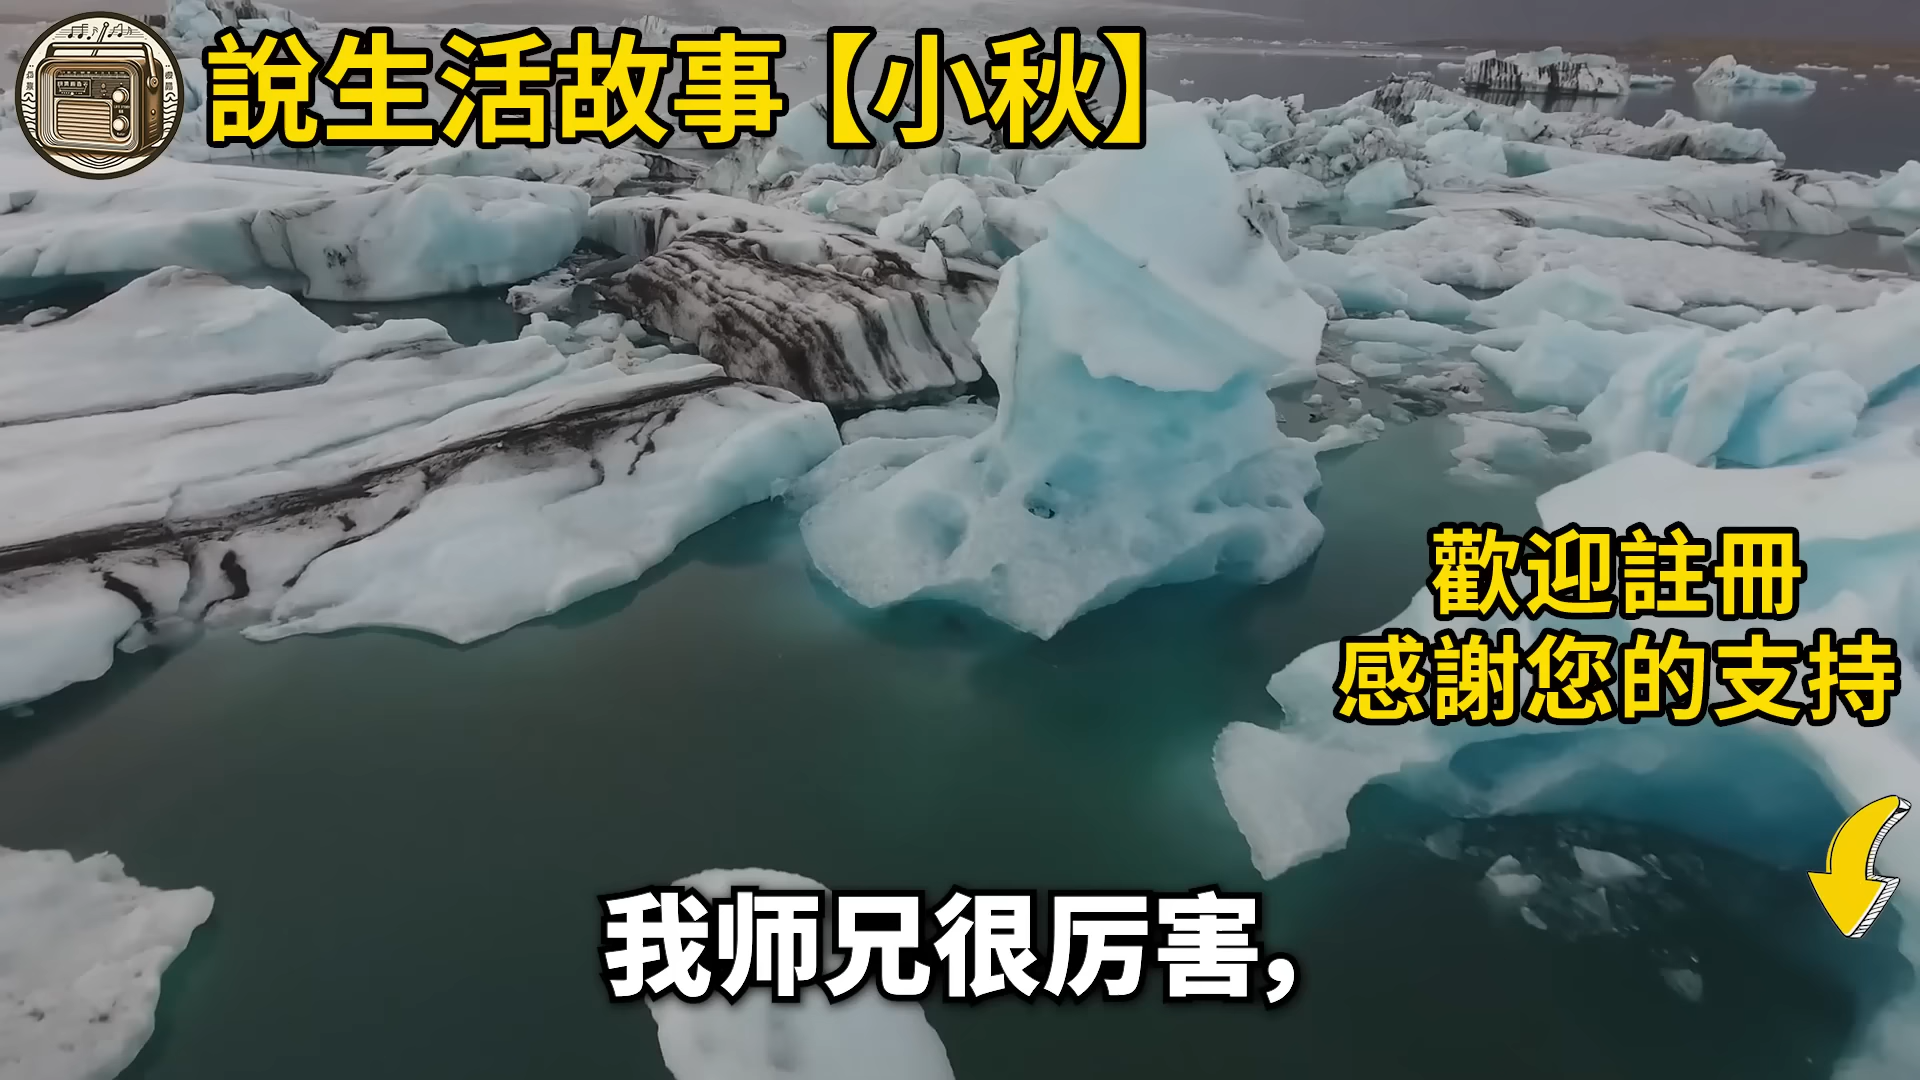 說生活故事【小秋】
歡迎註冊
感謝您的支持
我师兄很厉害,